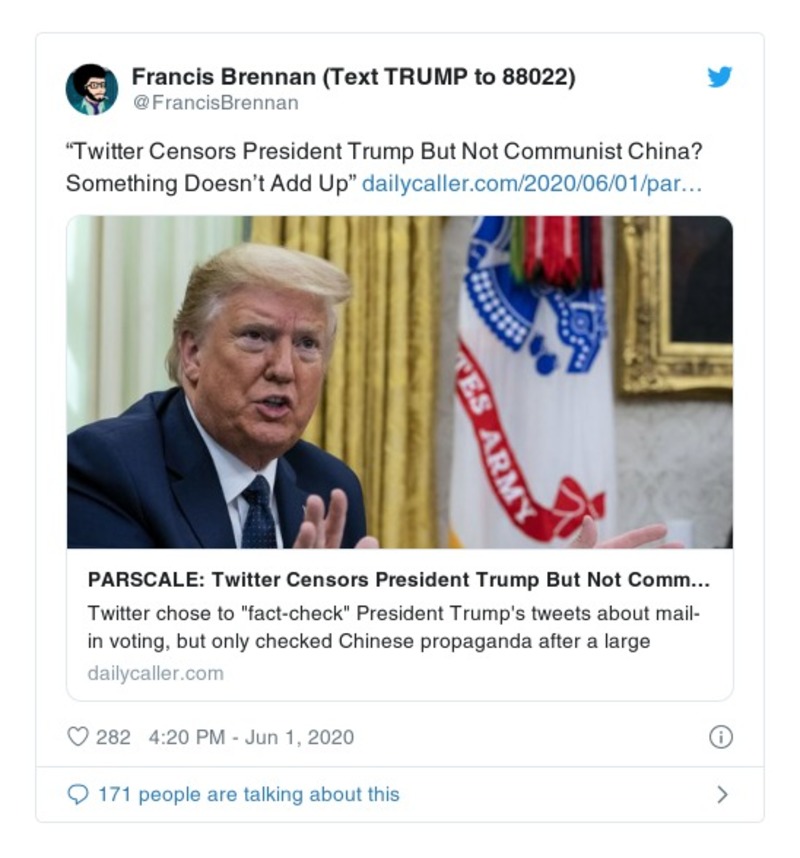 Francis Brennan (Text TRUMP to 88022)
@FrancisBrennan
“Twitter Censors President Trump But Not Communist China?
Something Doesn’t Add Up” dailycaller.com/2020/06/01/par…
TES ARMY
PARSCALE: Twitter Censors President Trump But Not Comm…
Twitter chose to "fact-check" President Trump's tweets about mail-
in voting, but only checked Chinese propaganda after a large
dailycaller.com
282 4:20 PM - Jun 1, 2020
171 people are talking about this